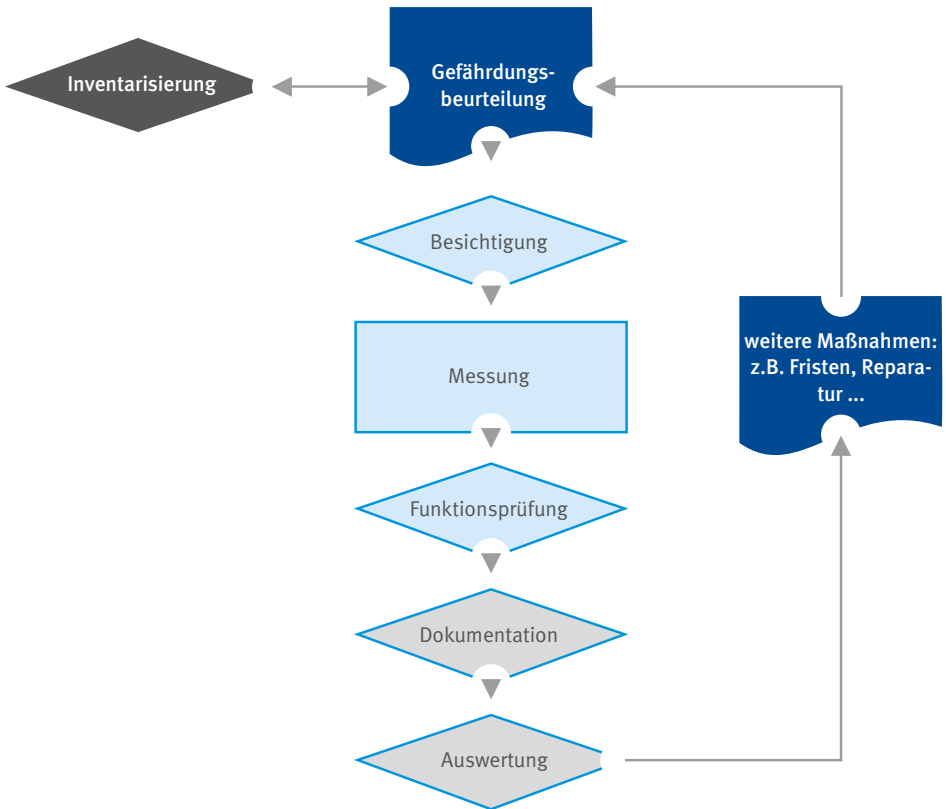 Inventarisierung
Gefährdungs-
beurteilung
Besichtigung
weitere Maßnahmen:
z.B. Fristen, Repara-
tur ...
Messung
Funktionsprüfung
Dokumentation
Auswertung